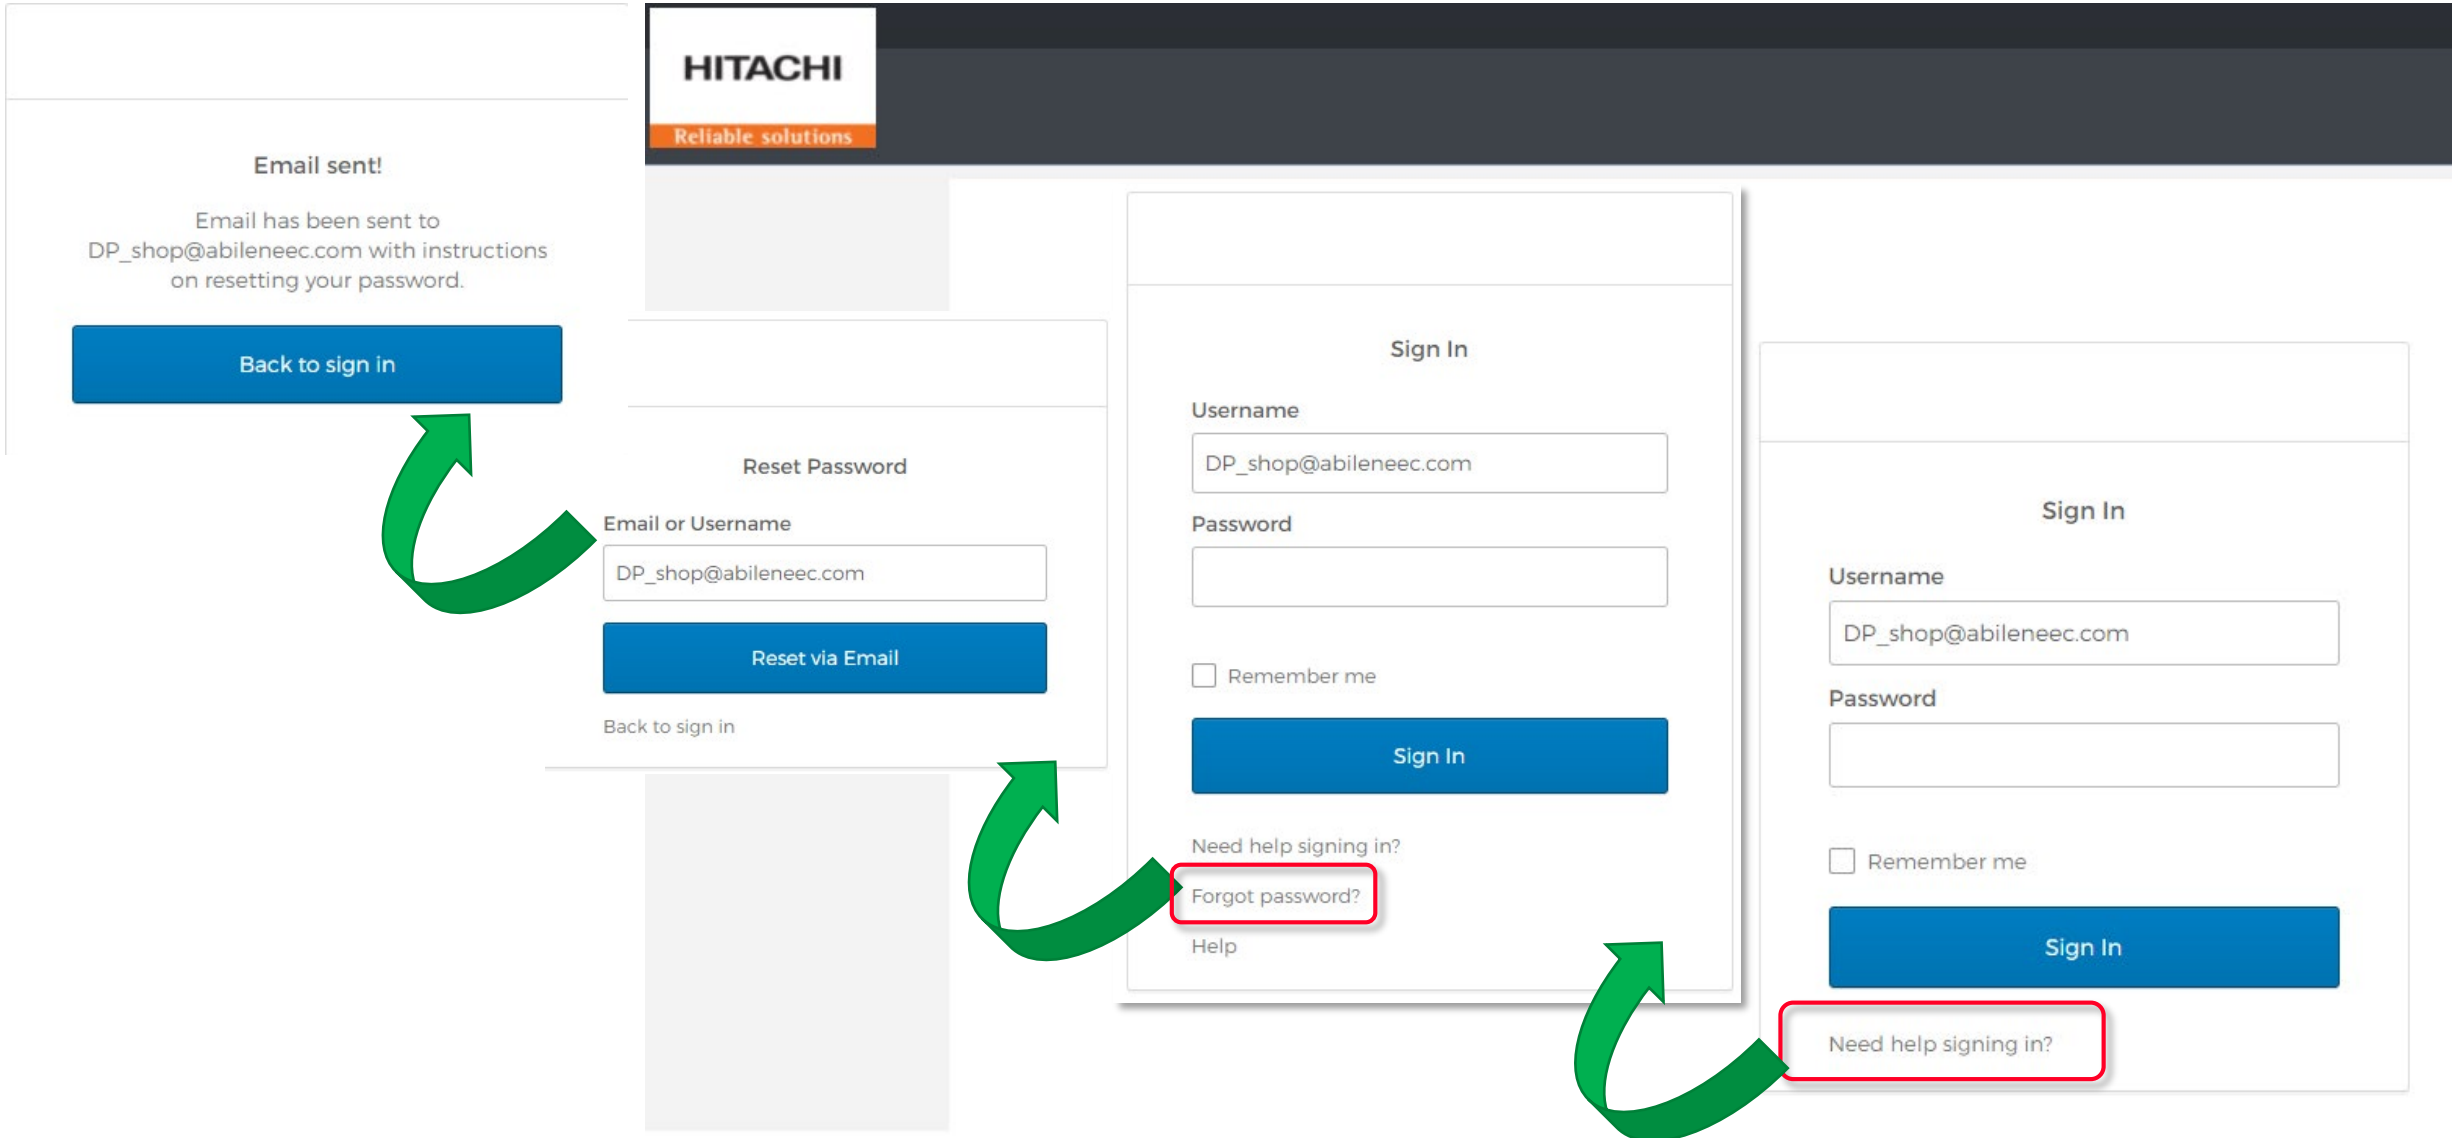 Email sent!
Email has been sent to
DP_shop@abileneec.com with instructions
on resetting your password.
Back to sign in
HITACHI
Reliable solutions
Reset Password
Email or Username
DP_shop@abileneec.com
Reset via Email
Back to sign in
Sign In
Username
DP_shop@abileneec.com
Password
Remember me
Sign In
Need help signing in?
Forgot password?
Help
Sign In
Username
DP_shop@abileneec.com
Password
Remember me
Sign In
Need help signing in?